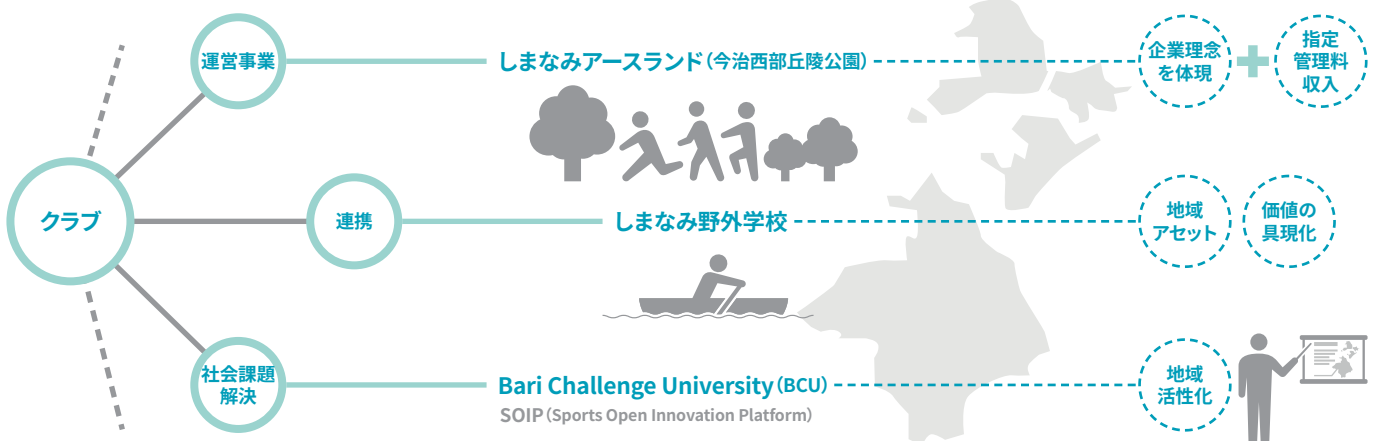 運営事業
しまなみアースランド（今治西部丘陵公園）
企業理念
を体現
指定
管理料
収入
クラブ
連携
しまなみ野外学校
地域
アセット
価値の
具現化
社会課題
解決
Bari Challenge University（BCU）
SOIP（Sports Open Innovation Platform）
地域
活性化